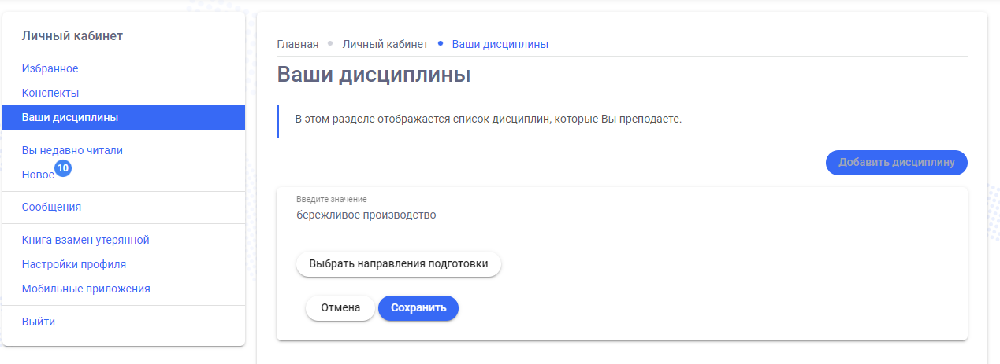 Личный кабинет
Избранное
Конспекты
Ваши дисциплины
Вы недавно читали
Новое 10
Сообщения
Книга взамен утерянной
Настройки профиля
Мобильные приложения
Выйти
Главная Личный кабинет Ваши дисциплины
Ваши дисциплины
В этом разделе отображается список дисциплин, которые Вы преподаете.
Добавить дисциплину
Введите значение
бережливое производство
Выбрать направления подготовки
Отмена Сохранить